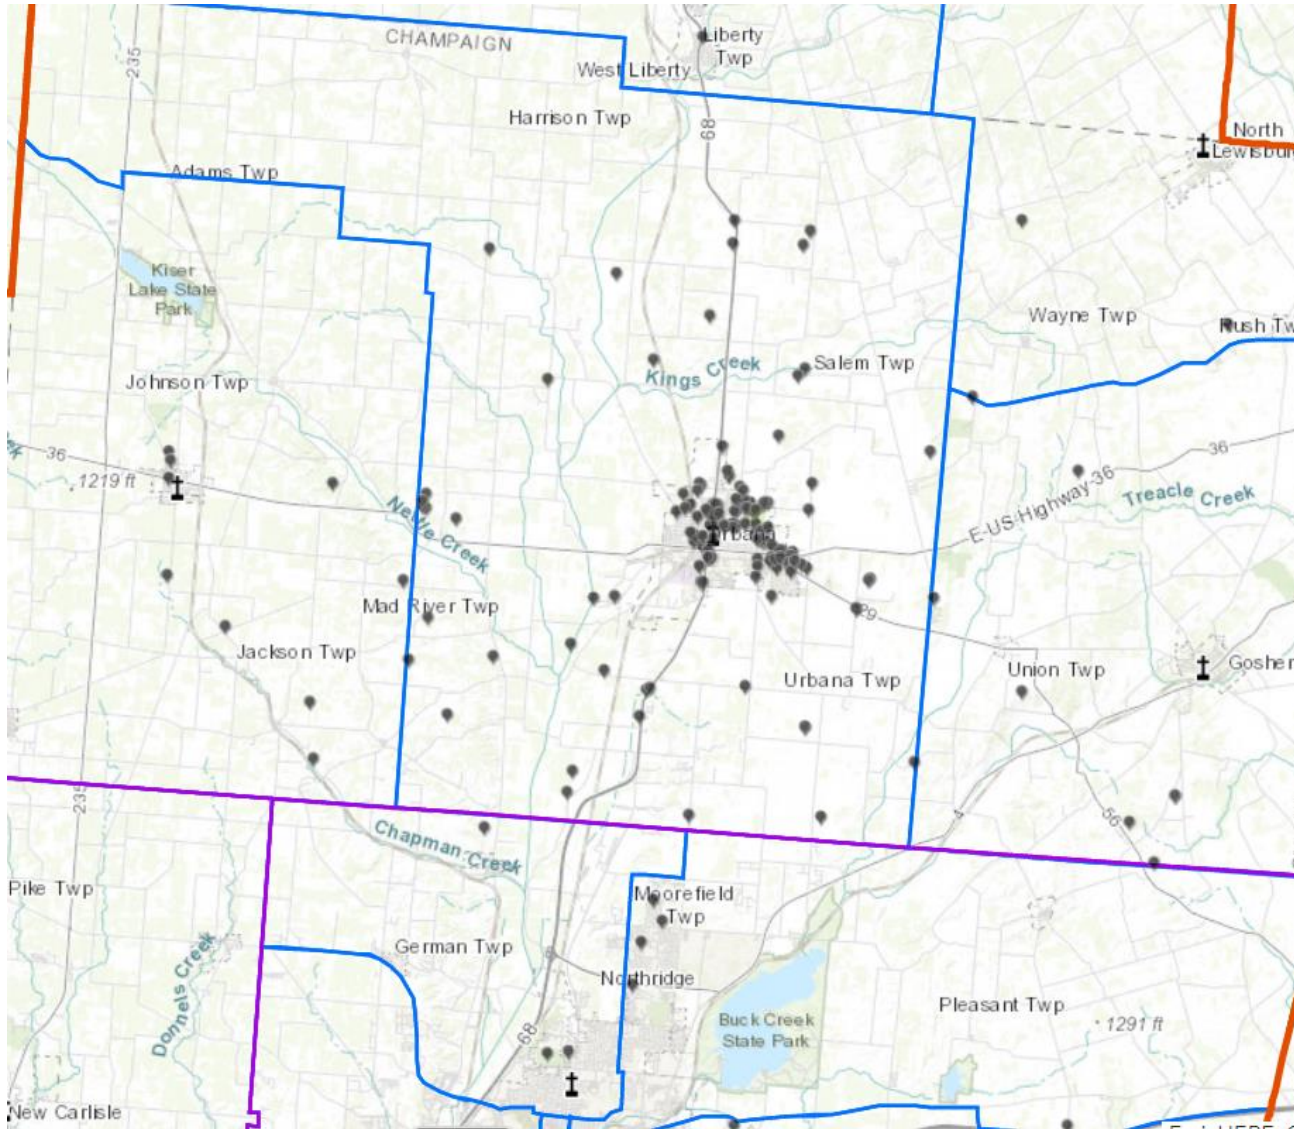 Liberty
Twp
CHAMPAIGN
235
West Liberty
Harrison Twp
68
North
Adams Twp
Kiser
Lake State
Park
Wayne Twp
Rush Tw
Kings Creek
Salem Twp
Johnson Twp
36
36
1219 ft
E US Highway 36
Treacle Creek
Nettle Creek
Urbana
Mad River Twp
29
Jackson Twp
Union Twp
Goshen
Urbana Twp
235
4
56
Chapman Creek
Pike Twp
Moorefield
Twp
German Twp
Donnels Creek
Northridge
Pleasant Twp
Buck Creek
State Park
1291 ft
68
New Carlisle